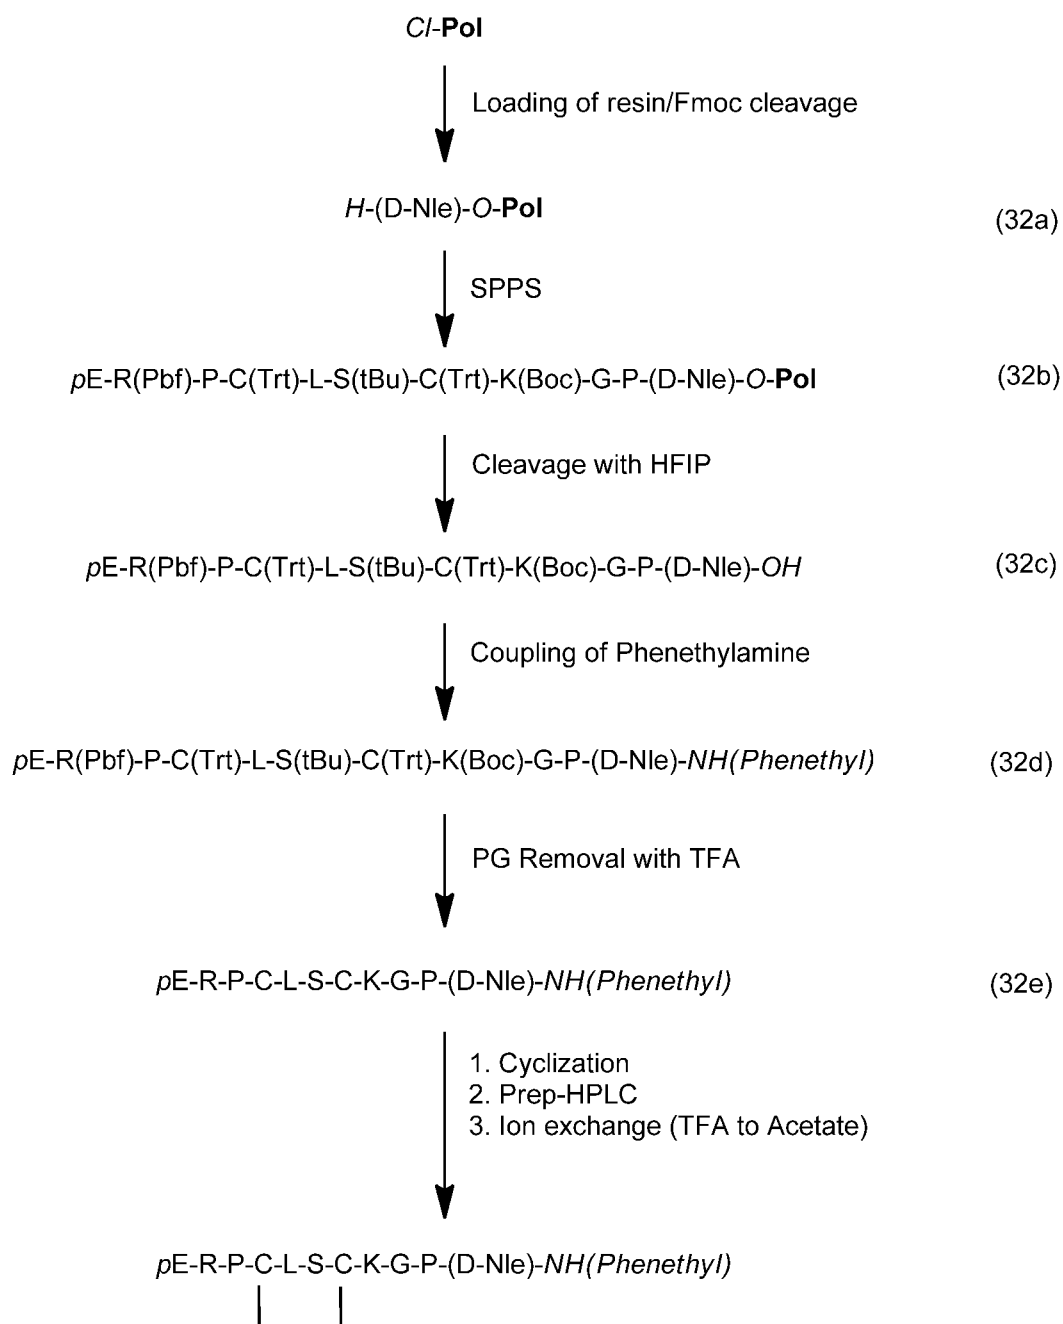 Cl-Pol
Loading of resin/Fmoc cleavage
H-(D-Nle)-O-Pol
(32a)
SPPS
pE-R(Pbf)-P-C(Trt)-L-S(tBu)-C(Trt)-K(Boc)-G-P-(D-Nle)-O-Pol
(32b)
Cleavage with HFIP
pE-R(Pbf)-P-C(Trt)-L-S(tBu)-C(Trt)-K(Boc)-G-P-(D-Nle)-OH
(32c)
Coupling of Phenethylamine
pE-R(Pbf)-P-C(Trt)-L-S(tBu)-C(Trt)-K(Boc)-G-P-(D-Nle)-NH(Phenethyl)
(32d)
PG Removal with TFA
pE-R-P-C-L-S-C-K-G-P-(D-Nle)-NH(Phenethyl)
(32e)
1. Cyclization
2. Prep-HPLC
3. Ion exchange (TFA to Acetate)
pE-R-P-C-L-S-C-K-G-P-(D-Nle)-NH(Phenethyl)